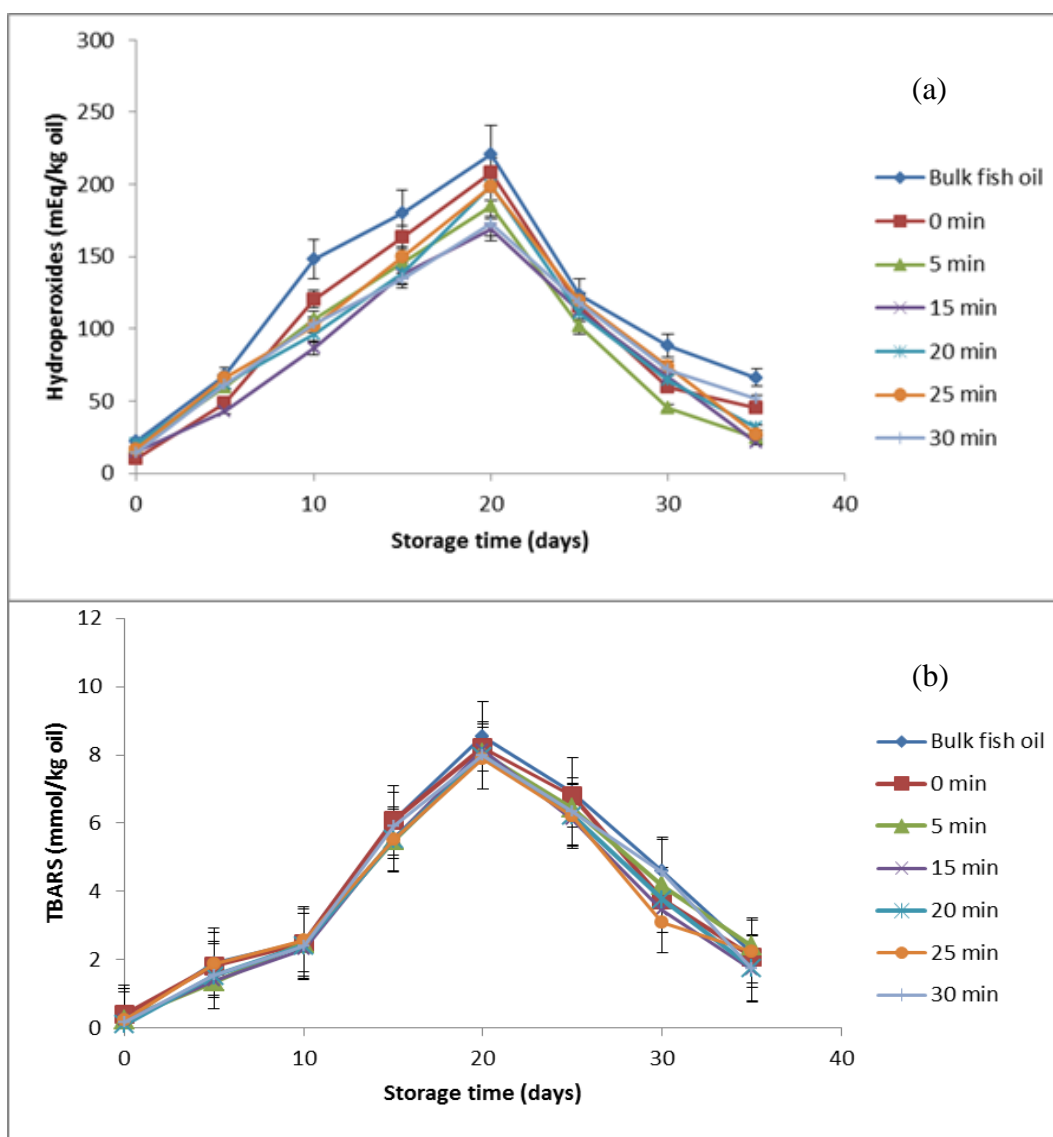 300
250
200
150
100
50
0
Hydroperoxides (mEq/kg oil)
0 10 20 30 40
Storage time (days)
(a)
Bulk fish oil
0 min
5 min
15 min
20 min
25 min
30 min
12
10
8
6
4
2
0
TBARS (mmol/kg oil)
0 10 20 30 40
Storage time (days)
(b)
Bulk fish oil
0 min
5 min
15 min
20 min
25 min
30 min